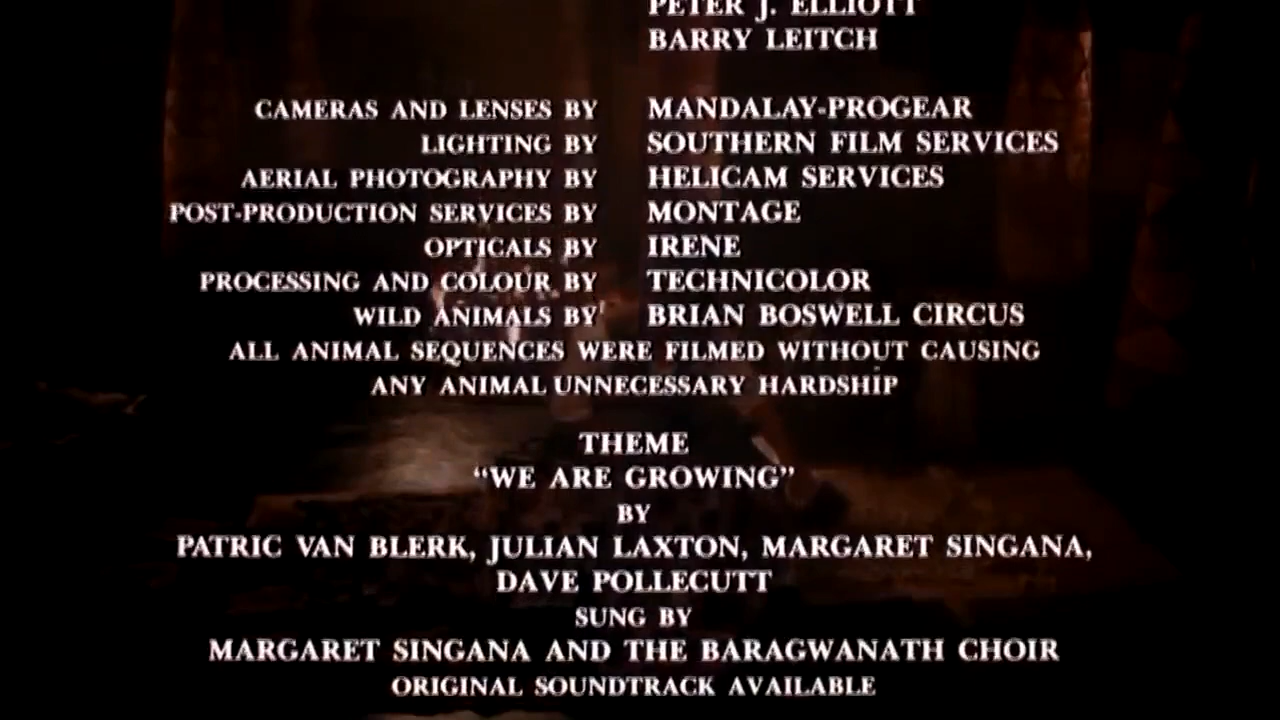 PETER J. ELLIOTT
BARRY LEITCH
CAMERAS AND LENSES BY MANDALAY-PROGEAR
LIGHTING BY SOUTHERN FILM SERVICES
AERIAL PHOTOGRAPHY BY HELICAM SERVICES
POST-PRODUCTION SERVICES BY MONTAGE
OPTICALS BY IRENE
PROCESSING AND COLOUR BY TECHNICOLOR
WILD ANIMALS BY BRIAN BOSWELL CIRCUS
ALL ANIMAL SEQUENCES WERE FILMED WITHOUT CAUSING
ANY ANIMAL UNNECESSARY HARDSHIP
THEME
“WE ARE GROWING”
BY
PATRIC VAN BLERK, JULIAN LAXTON, MARGARET SINGANA,
DAVE POLLECUTT
SUNG BY
MARGARET SINGANA AND THE BARAGWANATH CHOIR
ORIGINAL SOUNDTRACK AVAILABLE